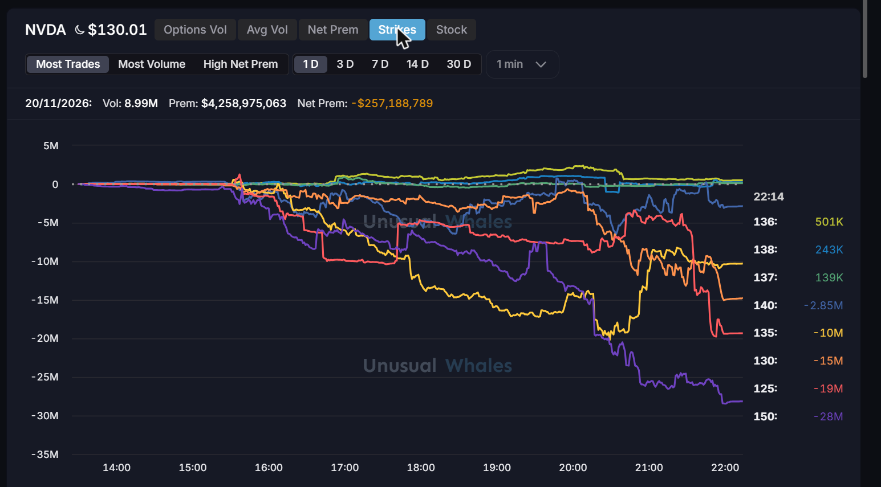 NVDA $130.01 Options Vol Avg Vol Net Prem Strikes Stock
Most Trades Most Volume High Net Prem 1 D 3 D 7 D 14 D 30 D 1 min
20/11/2026: Vol: 8.99M Prem: $4,258,975,063 Net Prem: -$257,188,789
5M
0
-5M
-10M
-15M
-20M
-25M
-30M
-35M
Unusual Whales
Unusual Whales
14:00 15:00 16:00 17:00 18:00 19:00 20:00 21:00 22:00
22:14
136: 501K
138: 243K
137: 139K
140: -2.85M
135: -10M
130: -15M
125: -19M
150: -28M